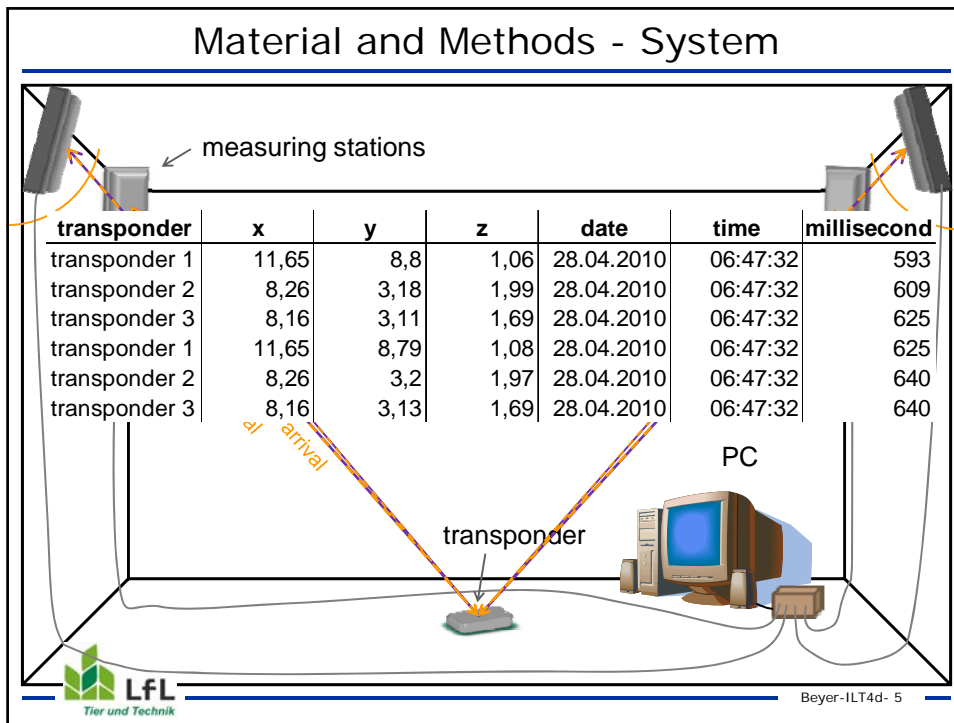 Material and Methods - System
measuring stations
transponder x y z date time millisecond
transponder 1 11,65 8,8 1,06 28.04.2010 06:47:32 593
transponder 2 8,26 3,18 1,99 28.04.2010 06:47:32 609
transponder 3 8,16 3,11 1,69 28.04.2010 06:47:32 625
transponder 1 11,65 8,79 1,08 28.04.2010 06:47:32 625
transponder 2 8,26 3,2 1,97 28.04.2010 06:47:32 640
transponder 3 8,16 3,13 1,69 28.04.2010 06:47:32 640
arrival
PC
transponder
LfL
Tier und Technik
Beyer-ILT4d- 5